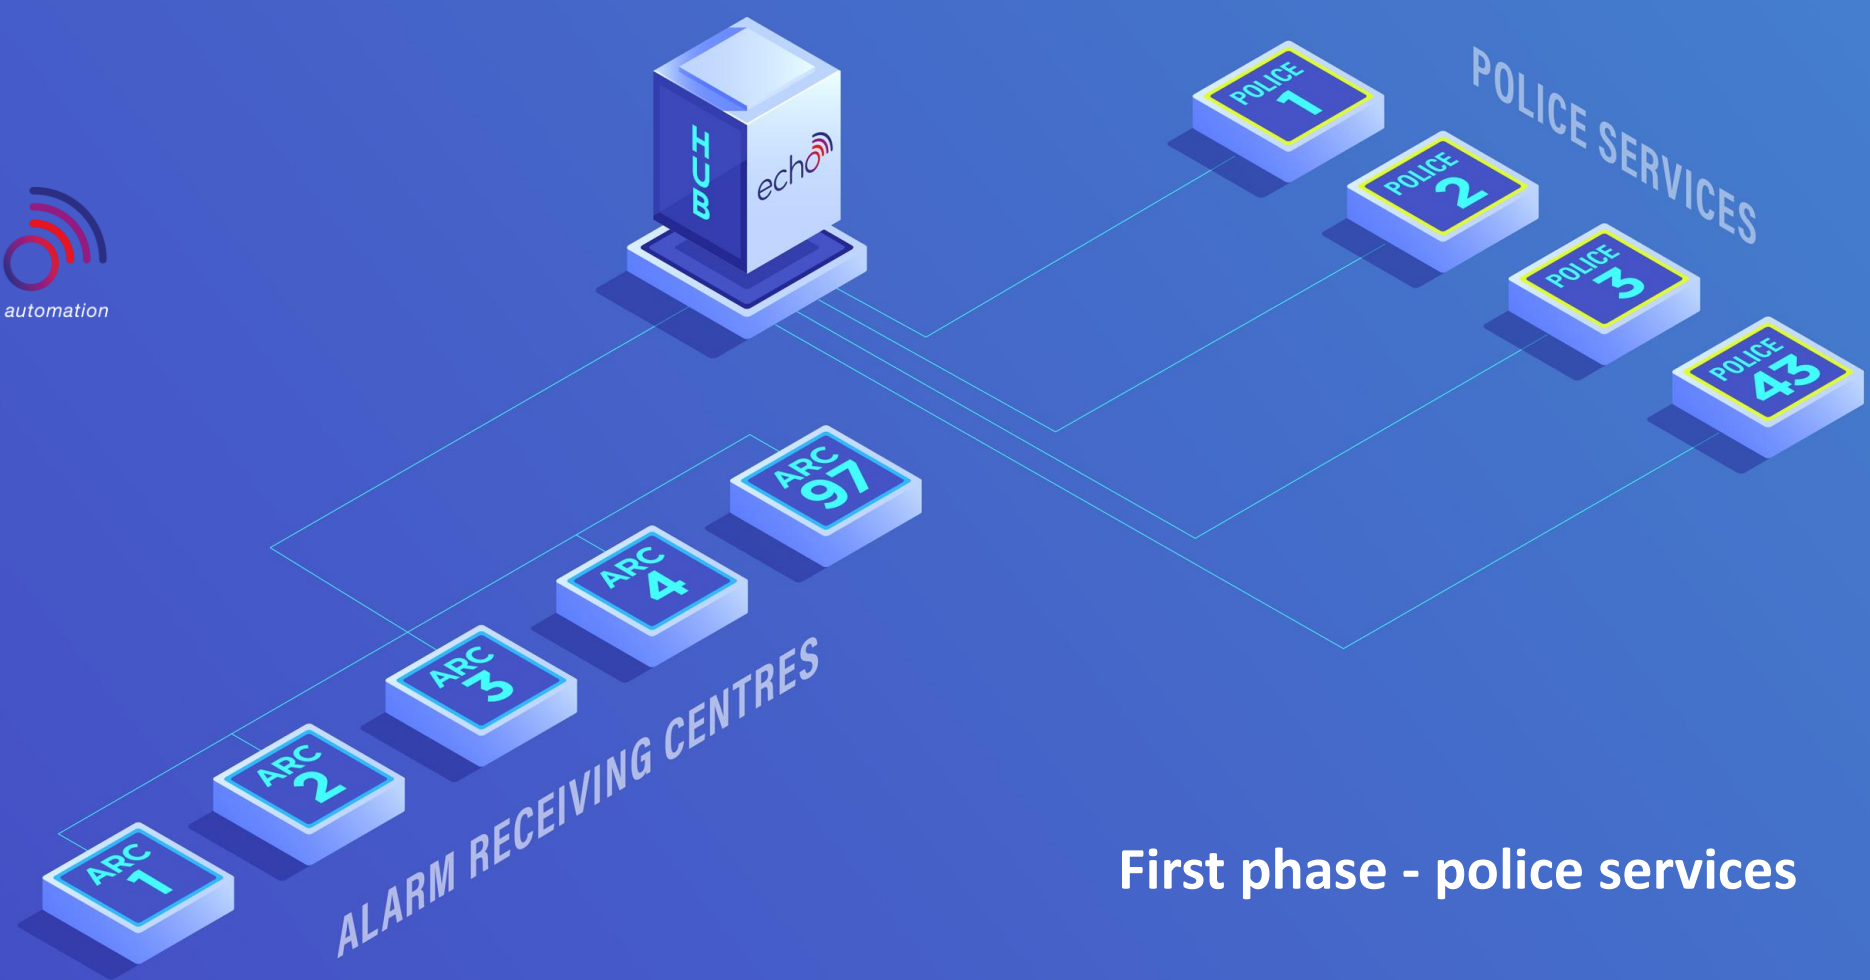 HUB
echo
automation
POLICE
1
POLICE
2
POLICE
3
POLICE
43
POLICE SERVICES
ARC
97
ARC
4
ARC
3
ARC
2
ARC
1
ALARM RECEIVING CENTRES
First phase - police services